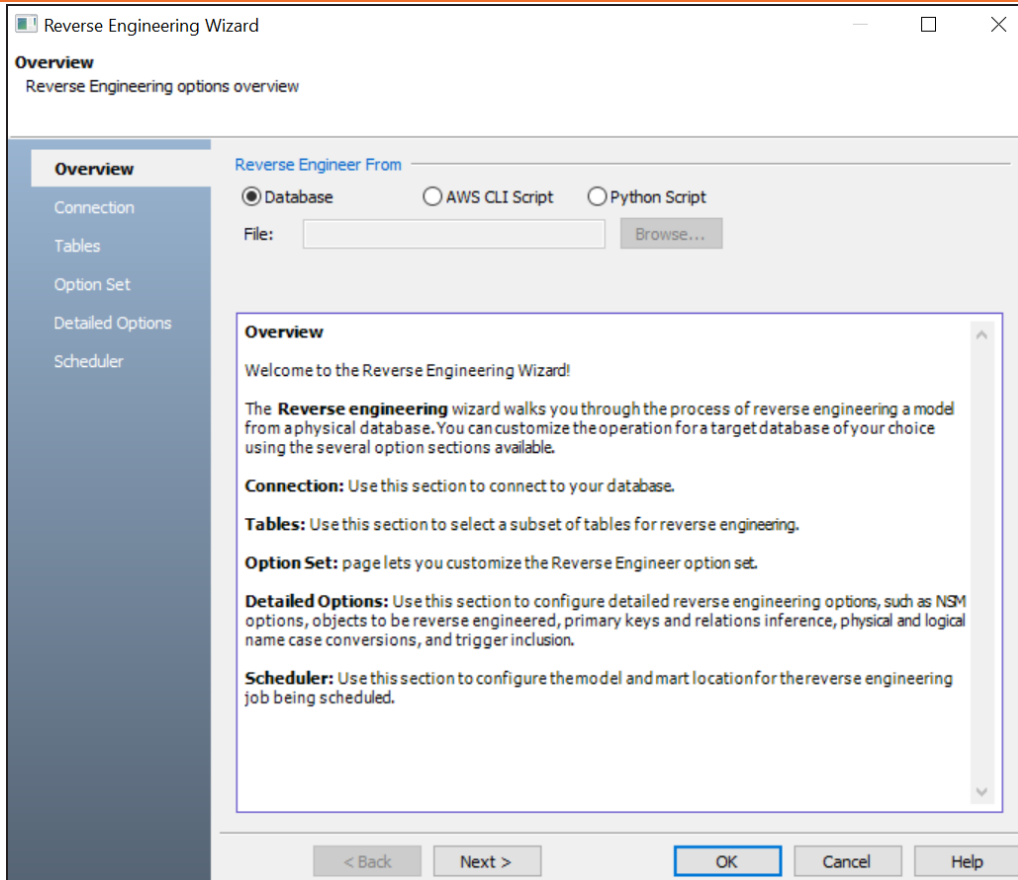 Reverse Engineering Wizard
Overview
Reverse Engineering options overview
Overview
Connection
Tables
Option Set
Detailed Options
Scheduler
Reverse Engineer From
Database
AWS CLI Script
Python Script
File:
Browse...
Overview
Welcome to the Reverse Engineering Wizard!
The Reverse engineering wizard walks you through the process of reverse engineering a model
from a physical database. You can customize the operation for a target database of your choice
using the several option sections available.
Connection: Use this section to connect to your database.
Tables: Use this section to select a subset of tables for reverse engineering.
Option Set: page lets you customize the Reverse Engineer option set.
Detailed Options: Use this section to configure detailed reverse engineering options, such as NSM
options, objects to be reverse engineered, primary keys and relations inference, physical and logical
name case conversions, and trigger inclusion.
Scheduler: Use this section to configure the model and mart location for the reverse engineering
job being scheduled.
< Back
Next >
OK
Cancel
Help